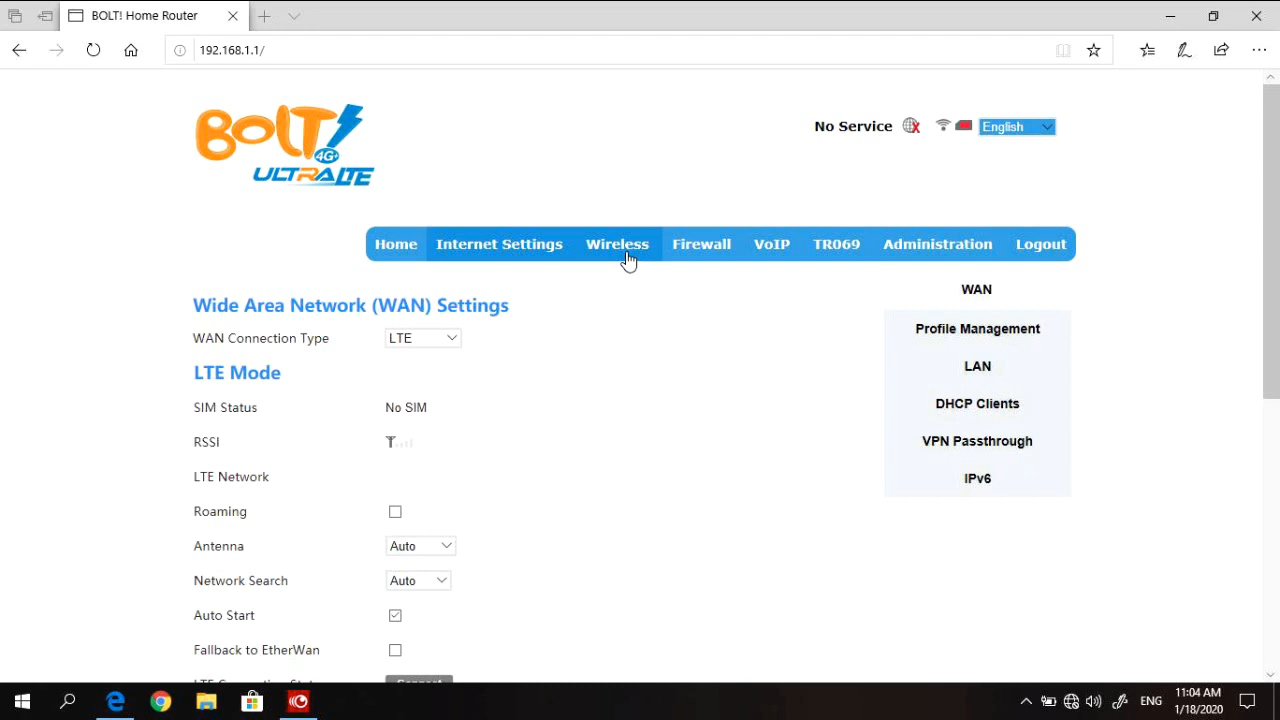 BOLT! Home Router
192.168.1.1/
BOLT!
4G+
ULTRALTE
No Service
English
Home Internet Settings Wireless Firewall VoIP TR069 Administration Logout
WAN
Profile Management
LAN
DHCP Clients
VPN Passthrough
IPv6
Wide Area Network (WAN) Settings
WAN Connection Type LTE
LTE Mode
SIM Status No SIM
RSSI
LTE Network
Roaming
Antenna Auto
Network Search Auto
Auto Start
Fallback to EtherWan
ENG
11:04 AM
1/18/2020